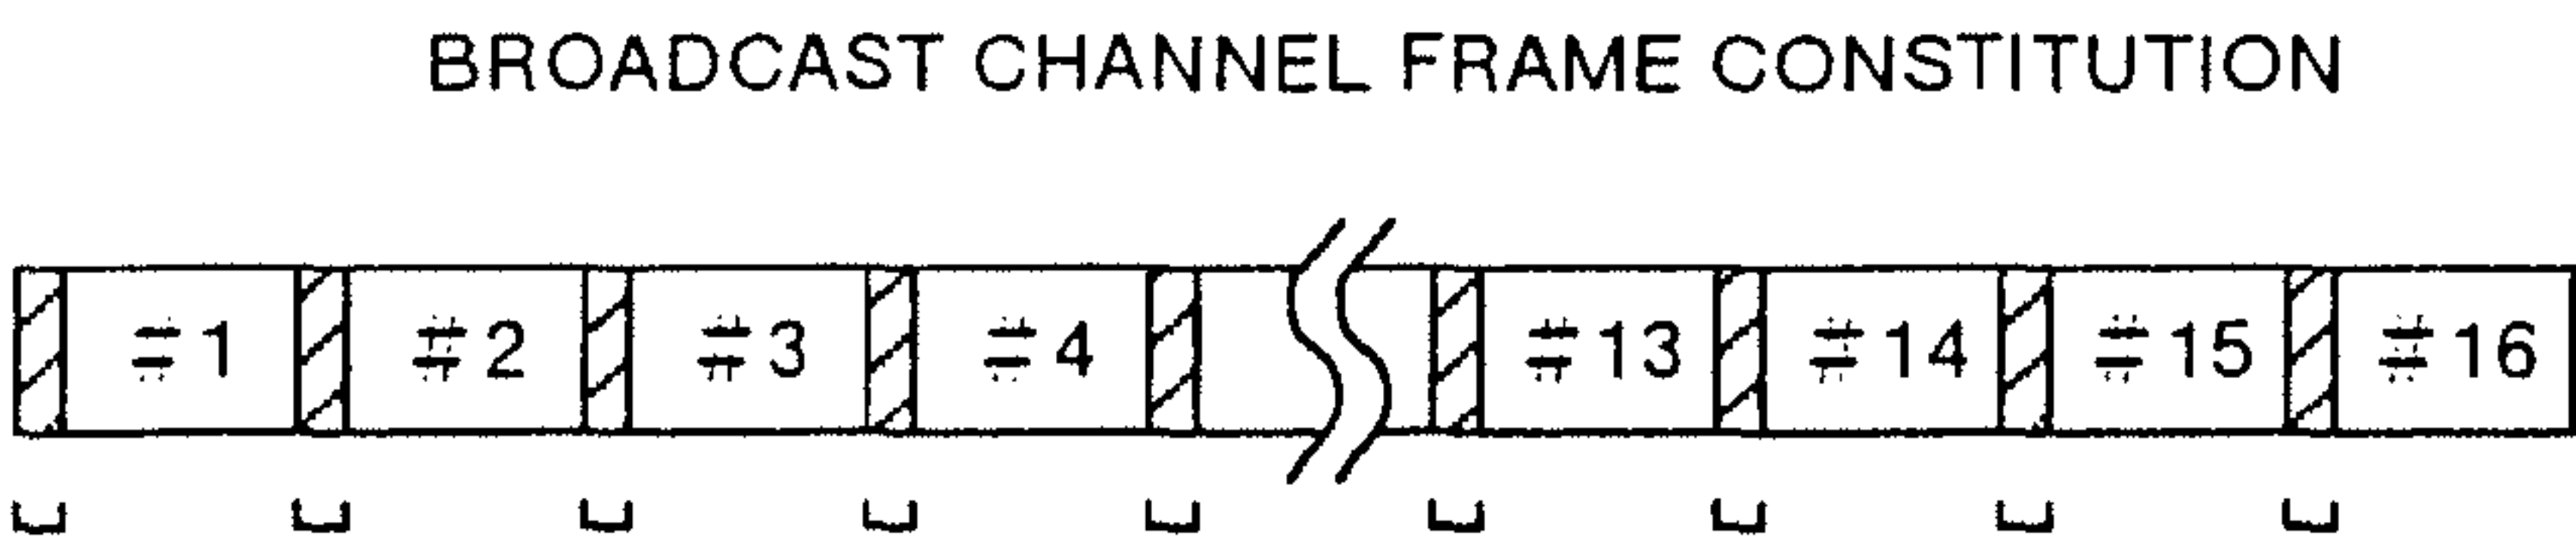 BROADCAST CHANNEL FRAME CONSTITUTION
#1 #2 #3 #4 #13 #14 #15 #16